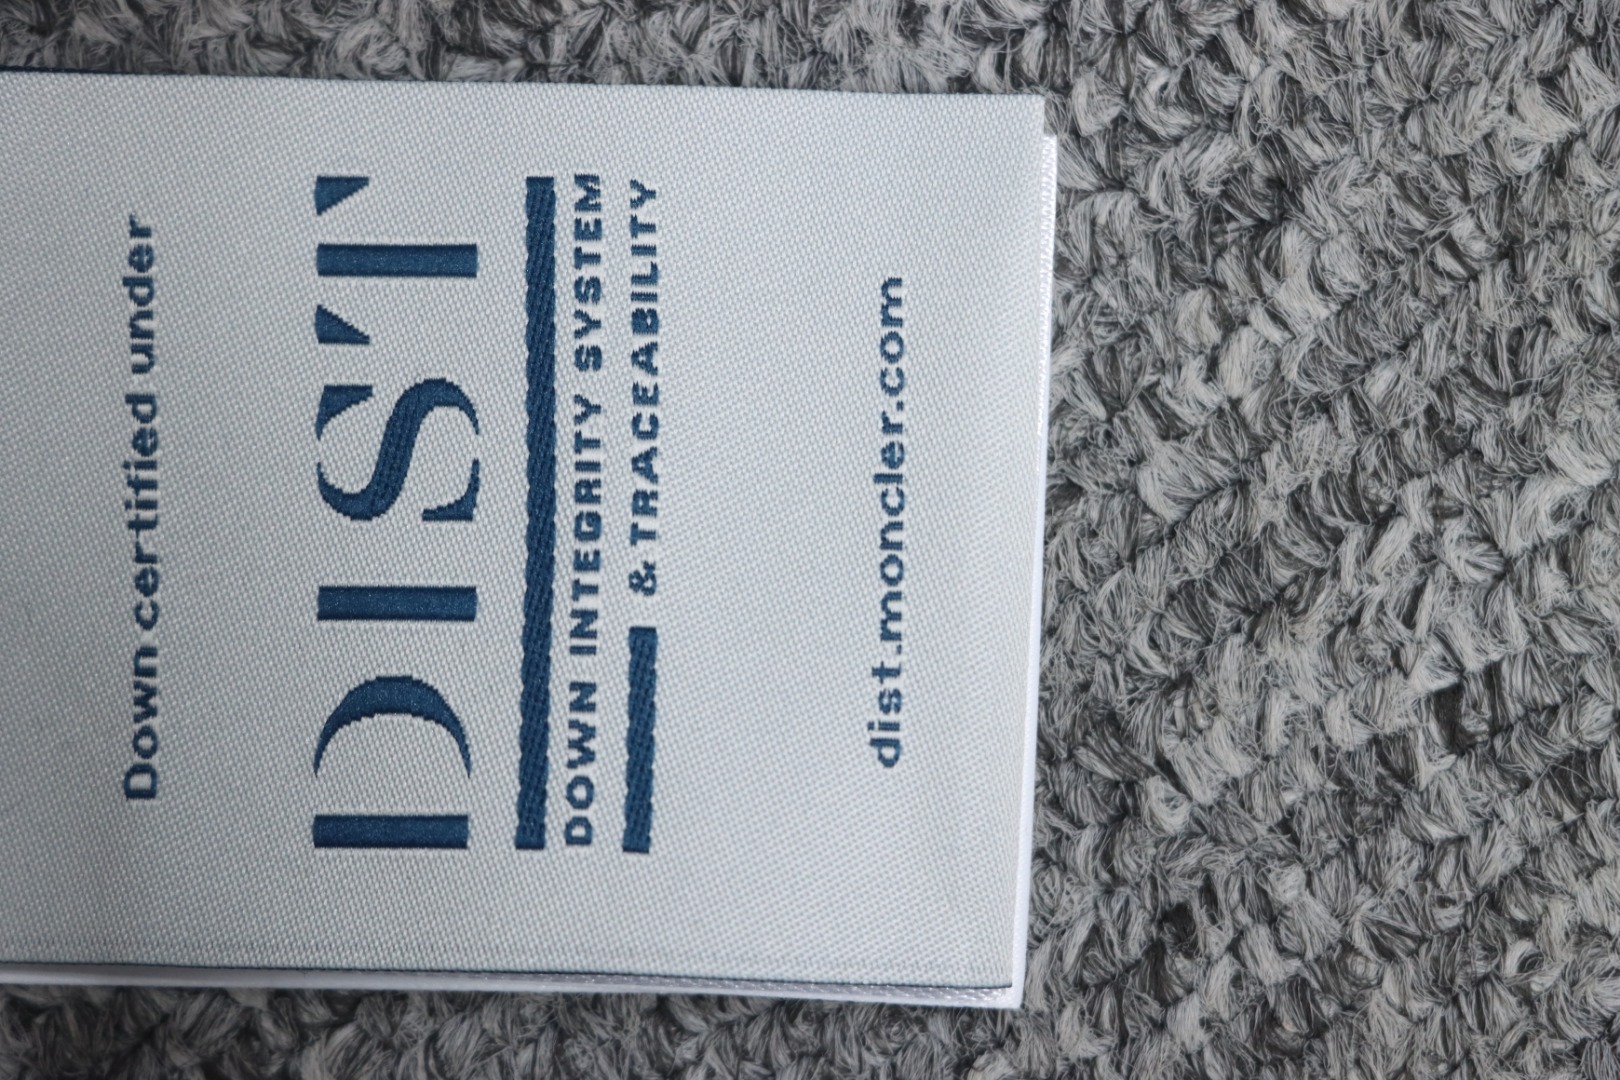 Down certified under
DIST
DOWN INTEGRITY SYSTEM
& TRACEABILITY
dist.moncler.com